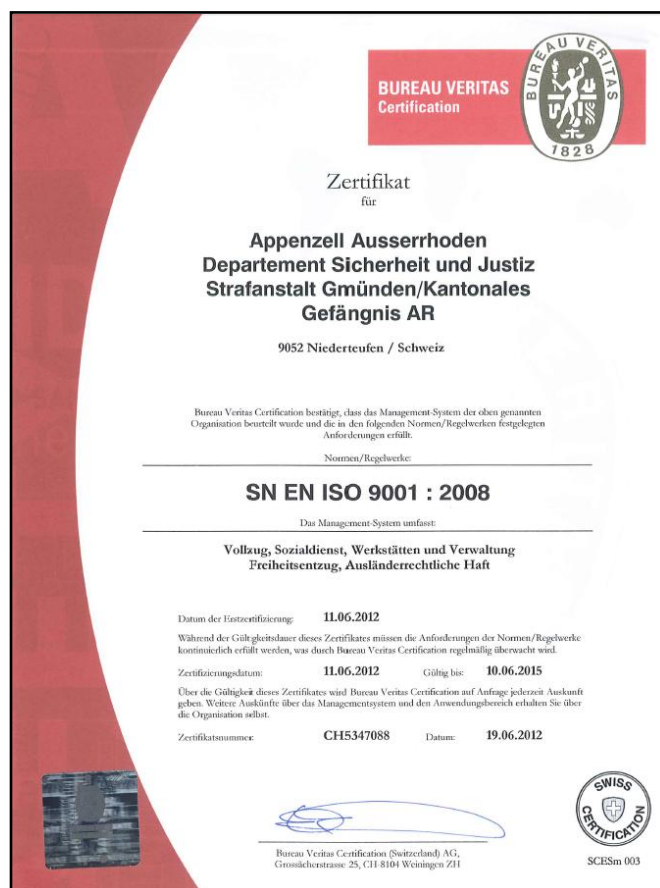 BUREAU VERITAS
Certification
BUREAU VERITAS
1828
Zertifikat
für
Appenzell Ausserrhoden
Departement Sicherheit und Justiz
Strafanstalt Gmünden/Kantonales
Gefängnis AR
9052 Niederteufen / Schweiz
Bureau Veritas Certification bestätigt, dass das Management-System der oben genannten
Organisation beurteilt wurde und die in den folgenden Normen/Regelwerken festgelegten
Anforderungen erfüllt.
Normen/Regelwerke:
SN EN ISO 9001 : 2008
Das Management-System umfasst:
Vollzug, Sozialdienst, Werkstätten und Verwaltung
Freiheitsentzug, Ausländerrechtliche Haft
Datum der Erstzertifizierung: 11.06.2012
Während der Gültigkeitsdauer dieses Zertifikates müssen die Anforderungen der Normen/Regelwerke
kontinuierlich erfüllt werden, was durch Bureau Veritas Certification regelmäßig überwacht wird.
Zertifizierungsdatum: 11.06.2012 Gültig bis: 10.06.2015
Über die Gültigkeit dieses Zertifikates wird Bureau Veritas Certification auf Anfrage jederzeit Auskunft
geben. Weitere Auskünfte über das Managementsystem und den Anwendungsbereich erhalten Sie über
die Organisation selbst.
Zertifikatsnummer: CH5347088 Datum: 19.06.2012
Bureau Veritas Certification (Switzerland) AG,
Grossächerstrasse 25, CH-8104 Weiningen ZH
SWISS
CERTIFICATION
SCESm 003